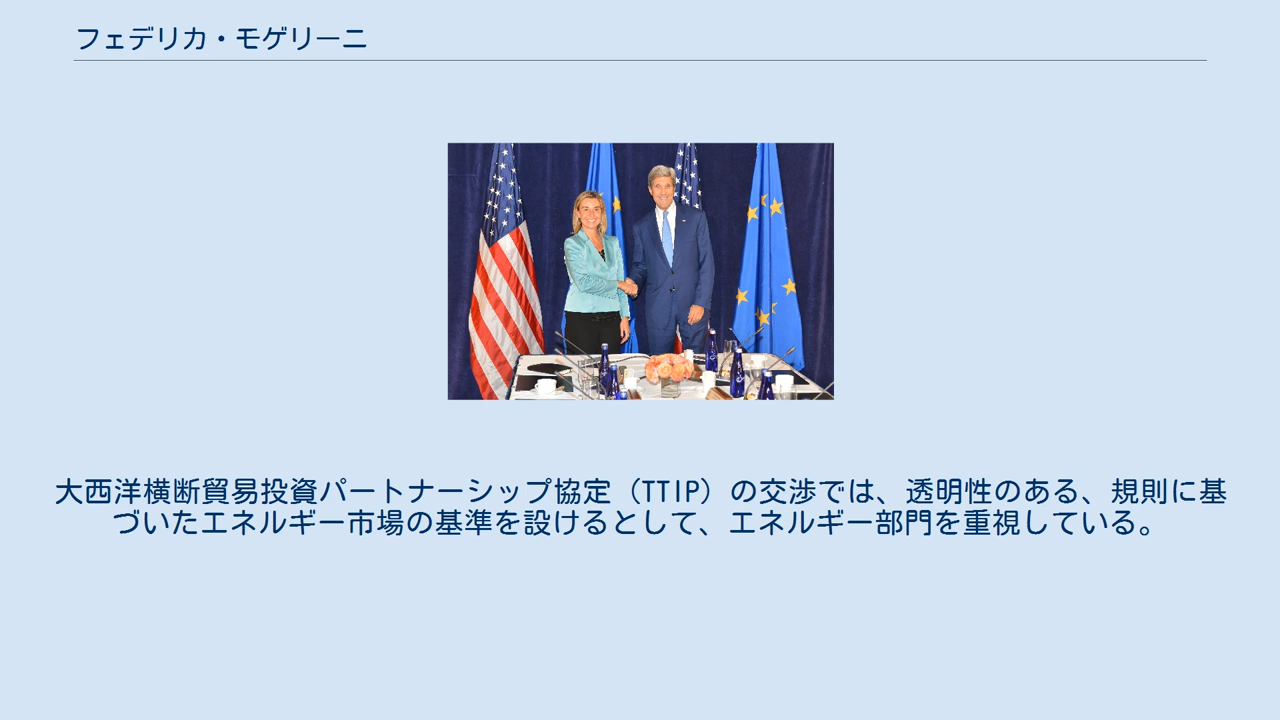 フェデリカ・モゲリーニ
大西洋横断貿易投資パートナーシップ協定（TTIP）の交渉では、透明性のある、規則に基
づいたエネルギー市場の基準を設けるとして、エネルギー部門を重視している。